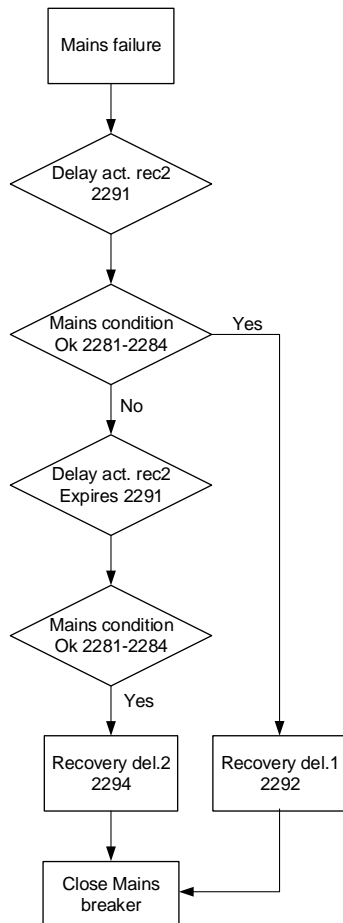 Mains failure
Delay act. rec2
2291
Mains condition
Ok 2281-2284
Yes
No
Delay act. rec2
Expires 2291
Mains condition
Ok 2281-2284
Yes
Recovery del.2
2294
Recovery del.1
2292
Close Mains
breaker